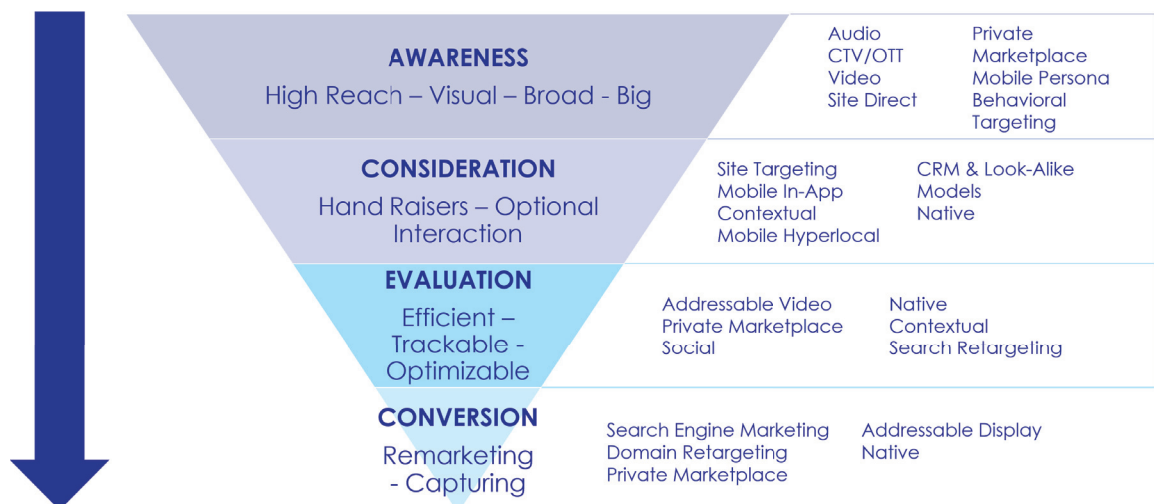 AWARENESS
High Reach – Visual – Broad - Big
Audio
CTV/OTT
Video
Site Direct
Private
Marketplace
Mobile Persona
Behavioral
Targeting
CONSIDERATION
Hand Raisers – Optional
Interaction
Site Targeting
Mobile In-App
Contextual
Mobile Hyperlocal
CRM & Look-Alike
Models
Native
EVALUATION
Efficient –
Trackable -
Optimizable
Addressable Video
Private Marketplace
Social
Native
Contextual
Search Retargeting
CONVERSION
Remarketing
- Capturing
Search Engine Marketing
Domain Retargeting
Private Marketplace
Addressable Display
Native